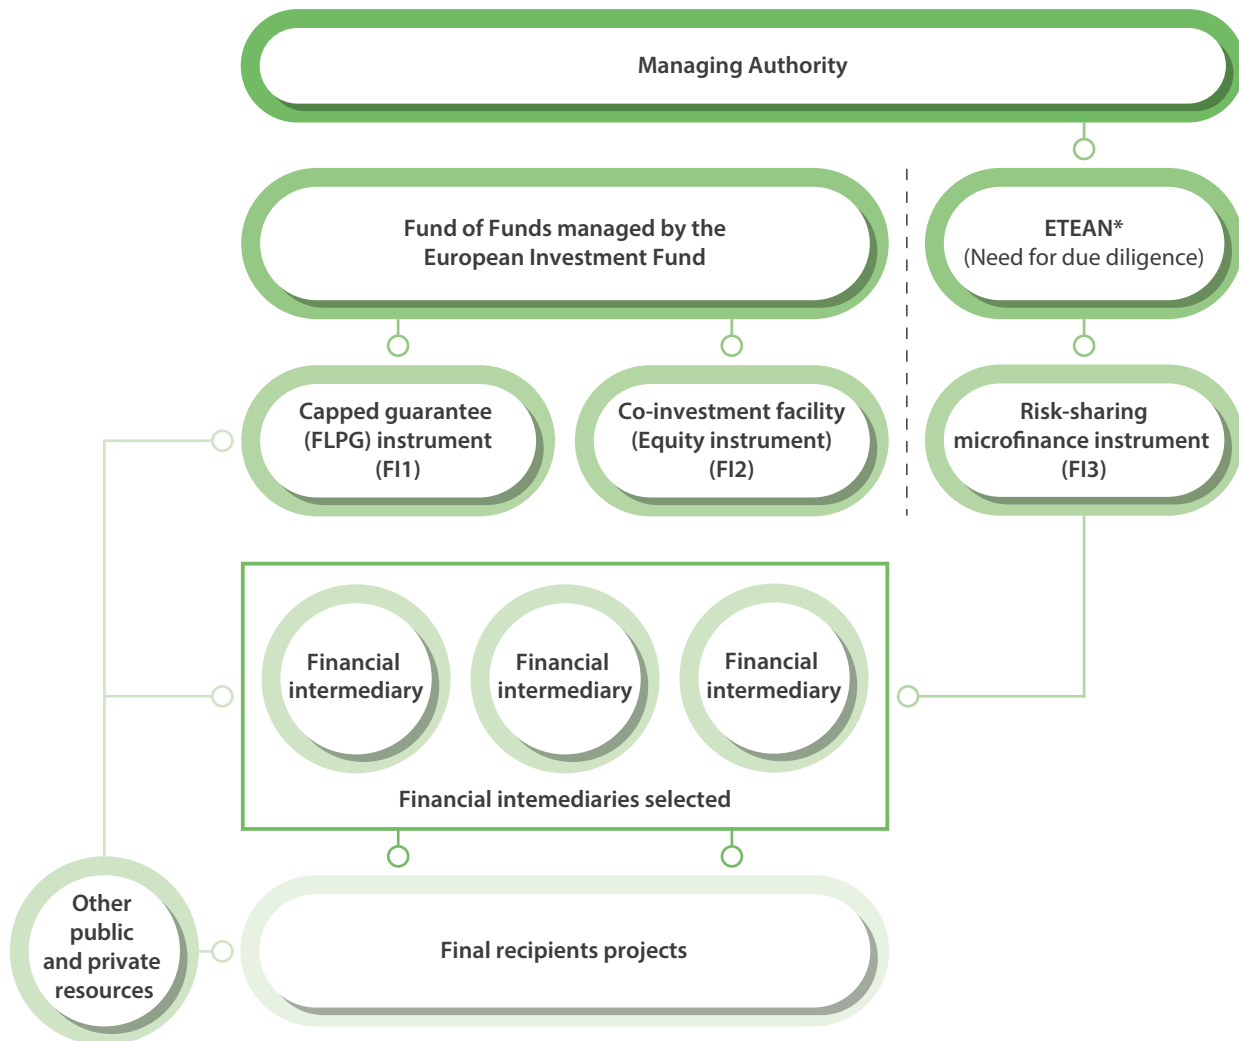 Managing Authority
Fund of Funds managed by the
European Investment Fund
ETEAN*
(Need for due diligence)
Capped guarantee
(FLPG) instrument
(FI1)
Co-investment facility
(Equity instrument)
(FI2)
Risk-sharing
microfinance instrument
(FI3)
Financial
intermediary
Financial
intermediary
Financial
intermediary
Financial intemediaries selected
Other
public
and private
resources
Final recipients projects